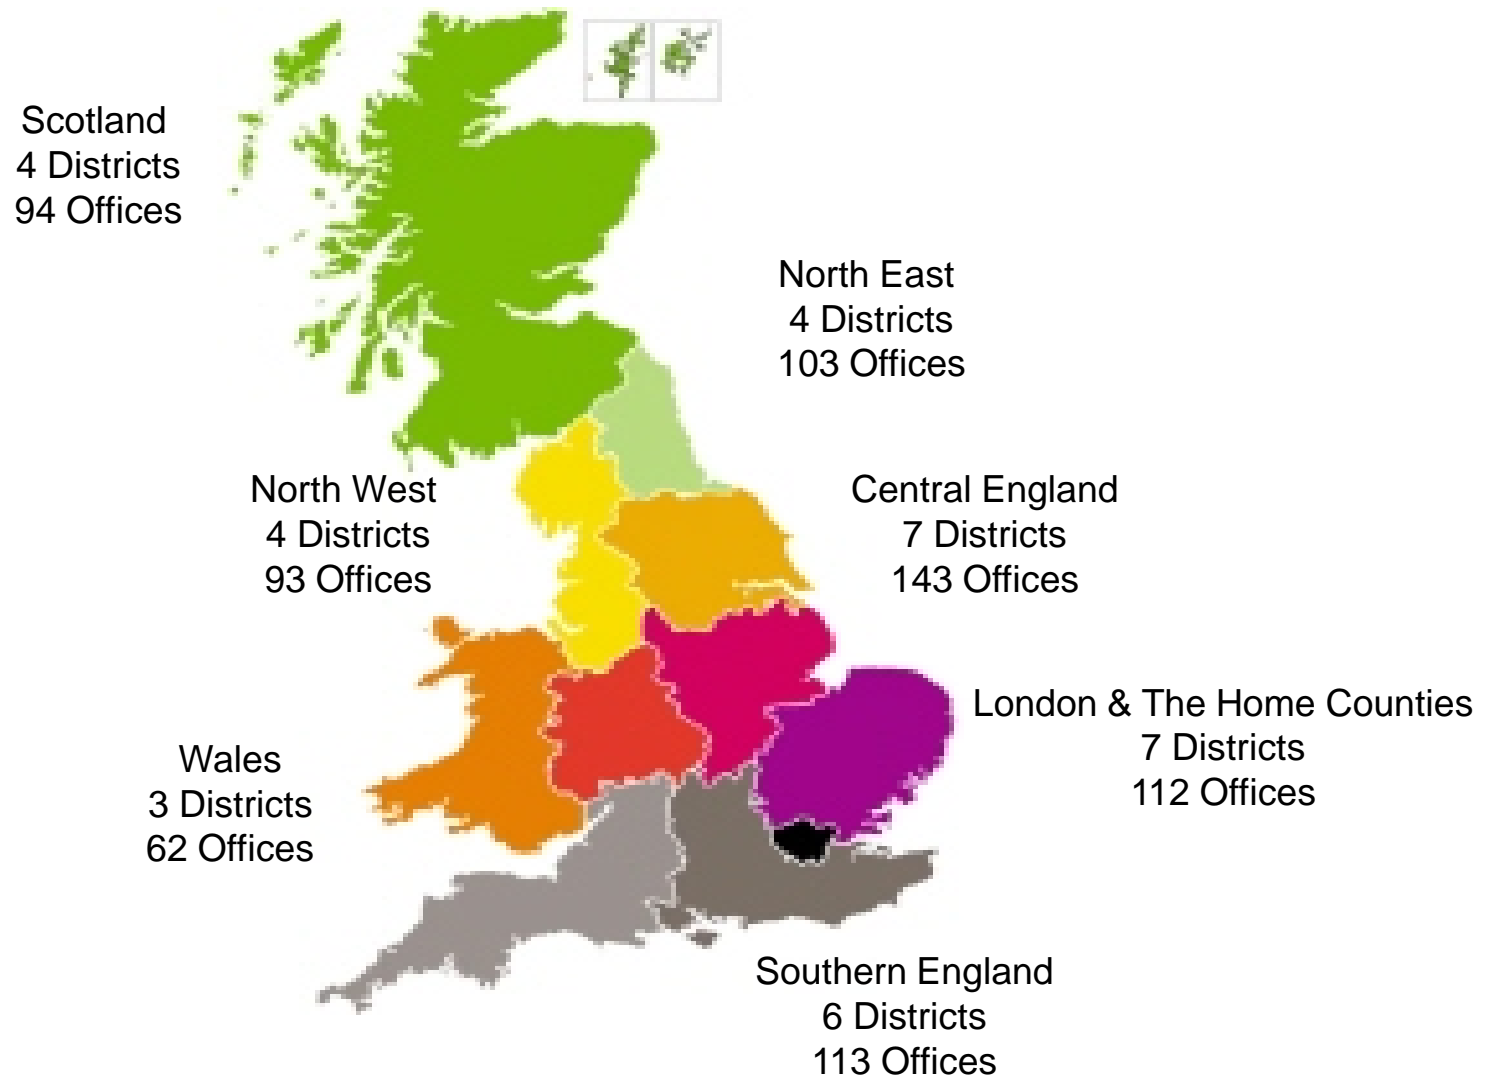 Scotland
4 Districts
94 Offices
North East
4 Districts
103 Offices
North West
4 Districts
93 Offices
Central England
7 Districts
143 Offices
London & The Home Counties
7 Districts
112 Offices
Wales
3 Districts
62 Offices
Southern England
6 Districts
113 Offices